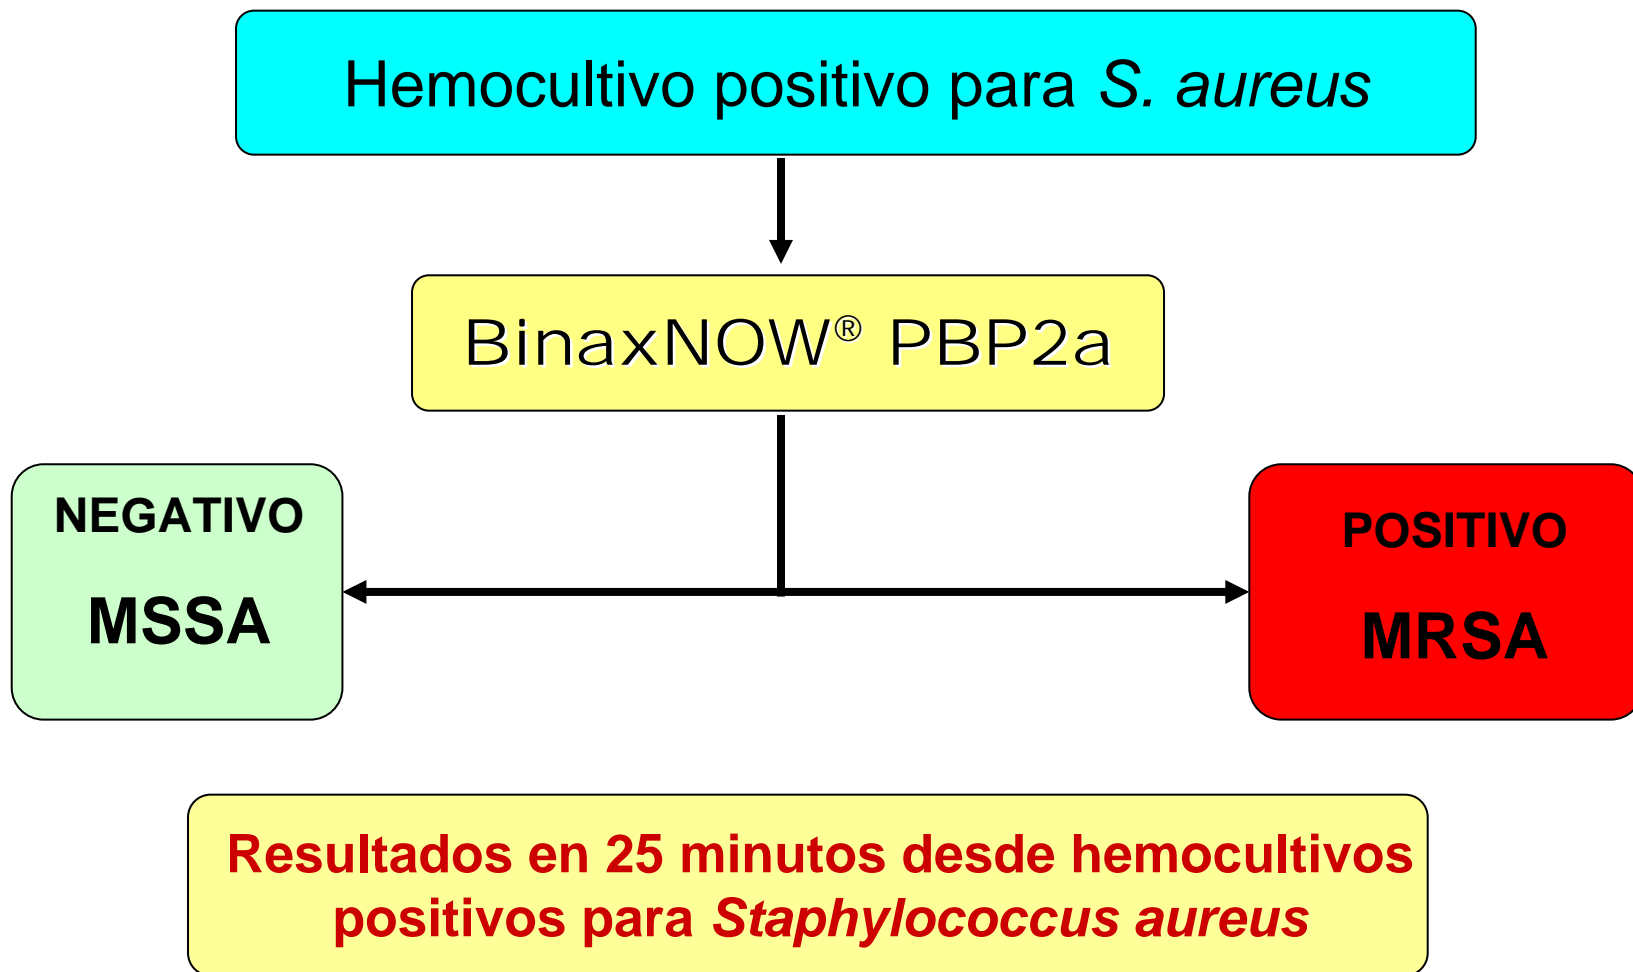 Hemocultivo positivo para S. aureus
BinaxNOW® PBP2a
NEGATIVO
MSSA
POSITIVO
MRSA
Resultados en 25 minutos desde hemocultivos
positivos para Staphylococcus aureus